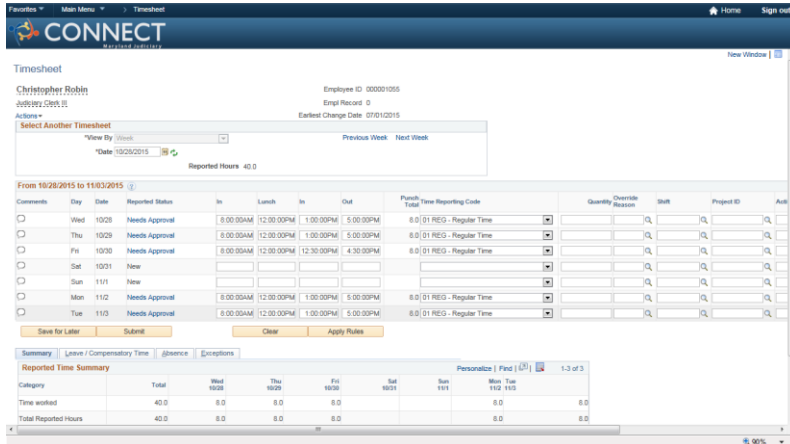 Favorites Main Menu > Timesheet Home Sign out
CONNECT
Maryland Judiciary
New Window
Timesheet
Christopher Robin Employee ID 000001055
Judiciary Clerk III Empl Record 0
Actions Earliest Change Date 07/01/2015
Select Another Timesheet
*View By Week Previous Week Next Week
*Date 10/28/2015
Reported Hours 40.0
From 10/28/2015 to 11/03/2015
Comments Day Date Reported Status In Lunch In Out Punch Total Time Reporting Code Quantity Override Reason Shift Project ID Acti
Wed 10/28 Needs Approval 8:00:00AM 12:00:00PM 1:00:00PM 5:00:00PM 8.0 01 REG - Regular Time
Thu 10/29 Needs Approval 8:00:00AM 12:00:00PM 1:00:00PM 5:00:00PM 8.0 01 REG - Regular Time
Fri 10/30 Needs Approval 8:00:00AM 12:00:00PM 12:30:00PM 4:30:00PM 8.0 01 REG - Regular Time
Sat 10/31 New
Sun 11/1 New
Mon 11/2 Needs Approval 8:00:00AM 12:00:00PM 1:00:00PM 5:00:00PM 8.0 01 REG - Regular Time
Tue 11/3 Needs Approval 8:00:00AM 12:00:00PM 1:00:00PM 5:00:00PM 8.0 01 REG - Regular Time
Save for Later Submit Clear Apply Rules
Summary Leave / Compensatory Time Absence Exceptions
Reported Time Summary Personalize | Find | 1-3 of 3
Category Total Wed 10/28 Thu 10/29 Fri 10/30 Sat 10/31 Sun 11/1 Mon 11/2 Tue 11/3
Time worked 40.0 8.0 8.0 8.0 8.0 8.0
Total Reported Hours 40.0 8.0 8.0 8.0 8.0 8.0
90%